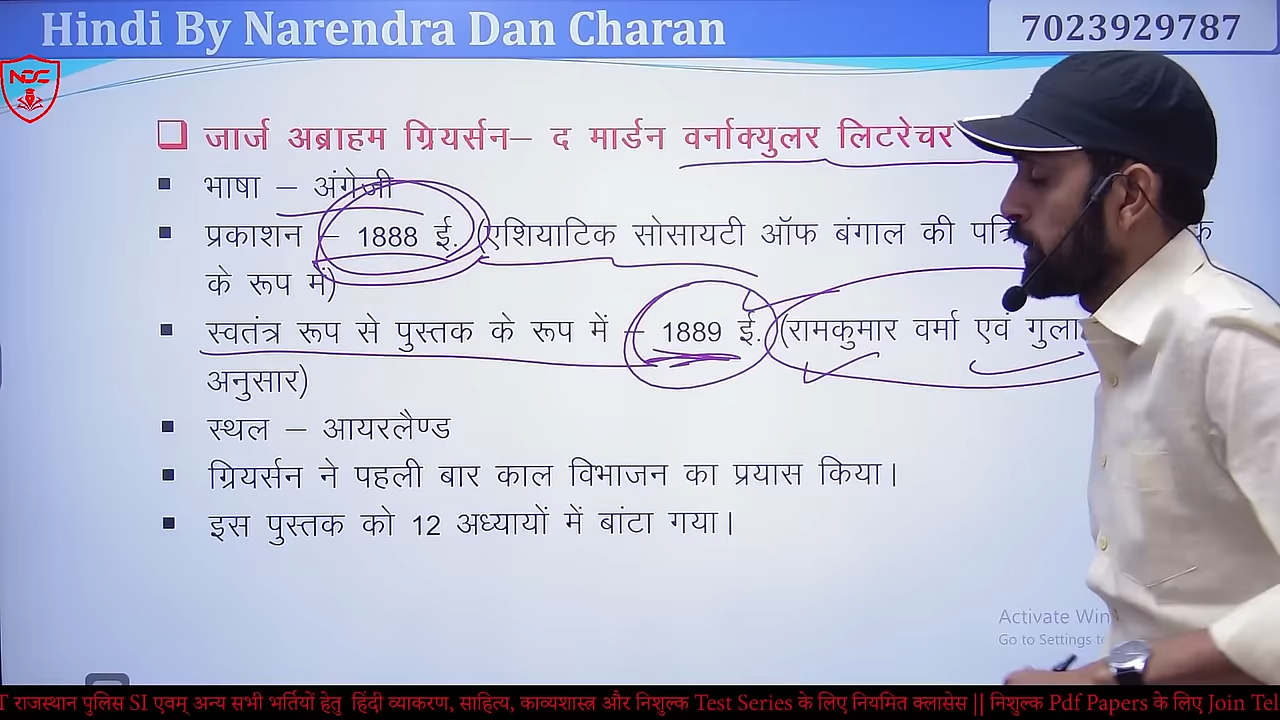 Hindi By Narendra Dan Charan
7023929787
NDC
जार्ज अब्राहम ग्रियर्सन– द मार्डन वर्नाक्युलर लिटरेचर
भाषा – अंगेजी
प्रकाशन – 1888 ई. (एशियाटिक सोसायटी ऑफ बंगाल की
के रूप में)
स्वतंत्र रूप से पुस्तक के रूप में – 1889 ई. (रामकुमार वर्मा एवं
अनुसार)
स्थल – आयरलैण्ड
ग्रियर्सन ने पहली बार काल विभाजन का प्रयास किया।
इस पुस्तक को 12 अध्यायों में बांटा गया।
Activate
Go to Settings
राजस्थान पुलिस SI एवम् अन्य सभी भर्तियों हेतु हिंदी व्याकरण, साहित्य, काव्यशास्त्र और निशुल्क Test Series के लिए नियमित क्लासेस || निशुल्क Pdf Papers के लिए Join